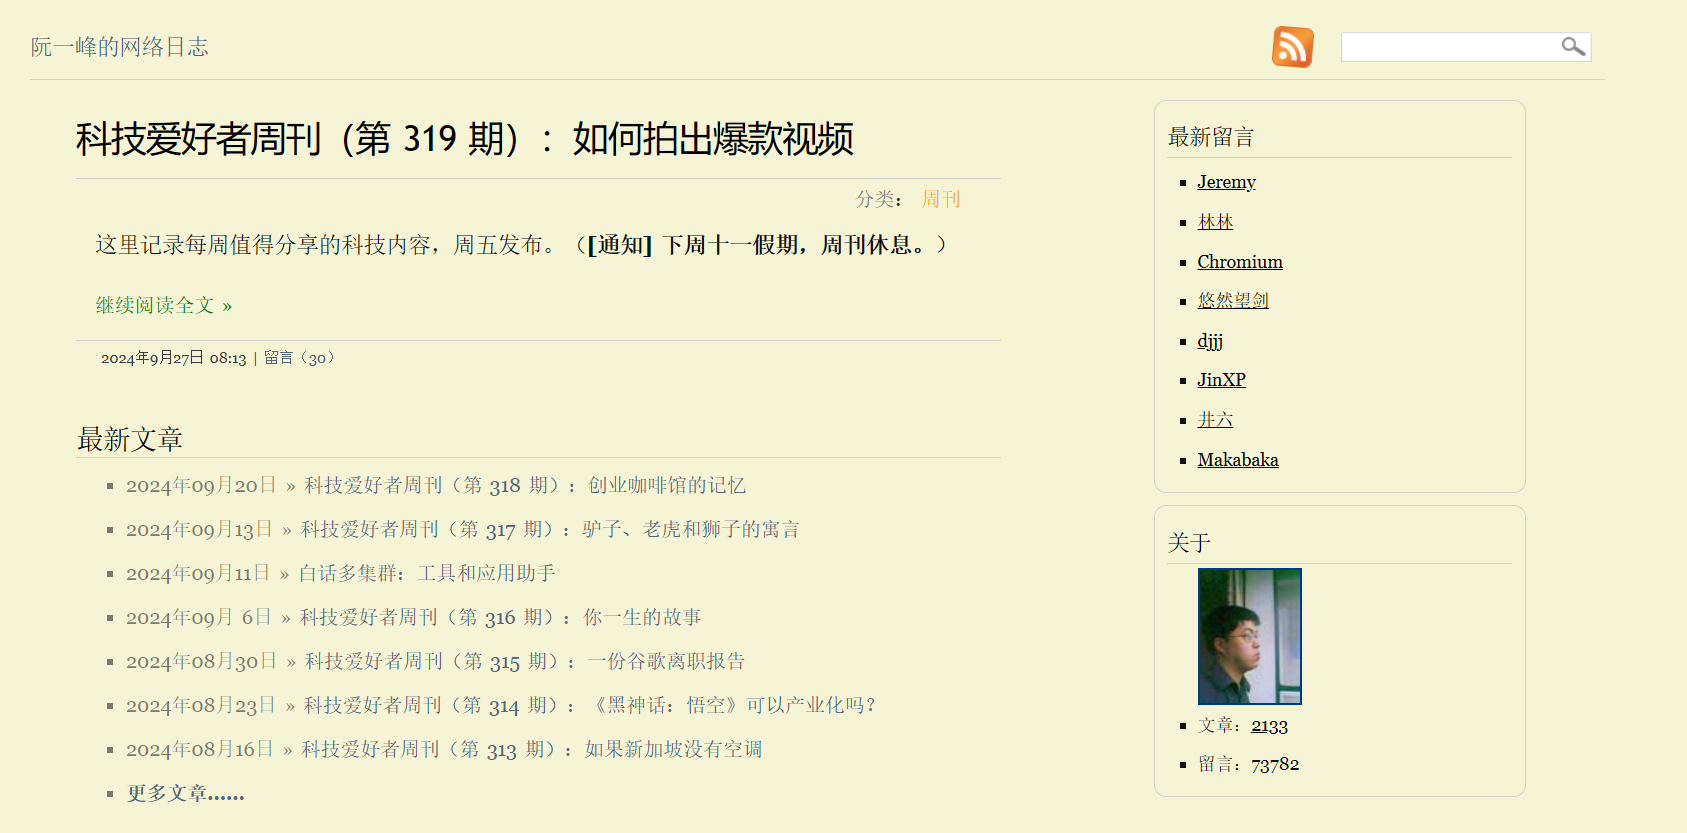 阮一峰的网络日志
科技爱好者周刊（第 319 期）：如何拍出爆款视频
分类： 周刊
这里记录每周值得分享的科技内容，周五发布。（[通知] 下周十一假期，周刊休息。）
继续阅读全文 »
2024年9月27日 08:13 | 留言（30）
最新文章
2024年09月20日 » 科技爱好者周刊（第 318 期）：创业咖啡馆的记忆
2024年09月13日 » 科技爱好者周刊（第 317 期）：驴子、老虎和狮子的寓言
2024年09月11日 » 白话多集群：工具和应用助手
2024年09月 6日 » 科技爱好者周刊（第 316 期）：你一生的故事
2024年08月30日 » 科技爱好者周刊（第 315 期）：一份谷歌离职报告
2024年08月23日 » 科技爱好者周刊（第 314 期）：《黑神话：悟空》可以产业化吗？
2024年08月16日 » 科技爱好者周刊（第 313 期）：如果新加坡没有空调
更多文章……
最新留言
Jeremy
林林
Chromium
悠然望剑
djjj
JinXP
井六
Makabaka
关于
文章：2133
留言：73782